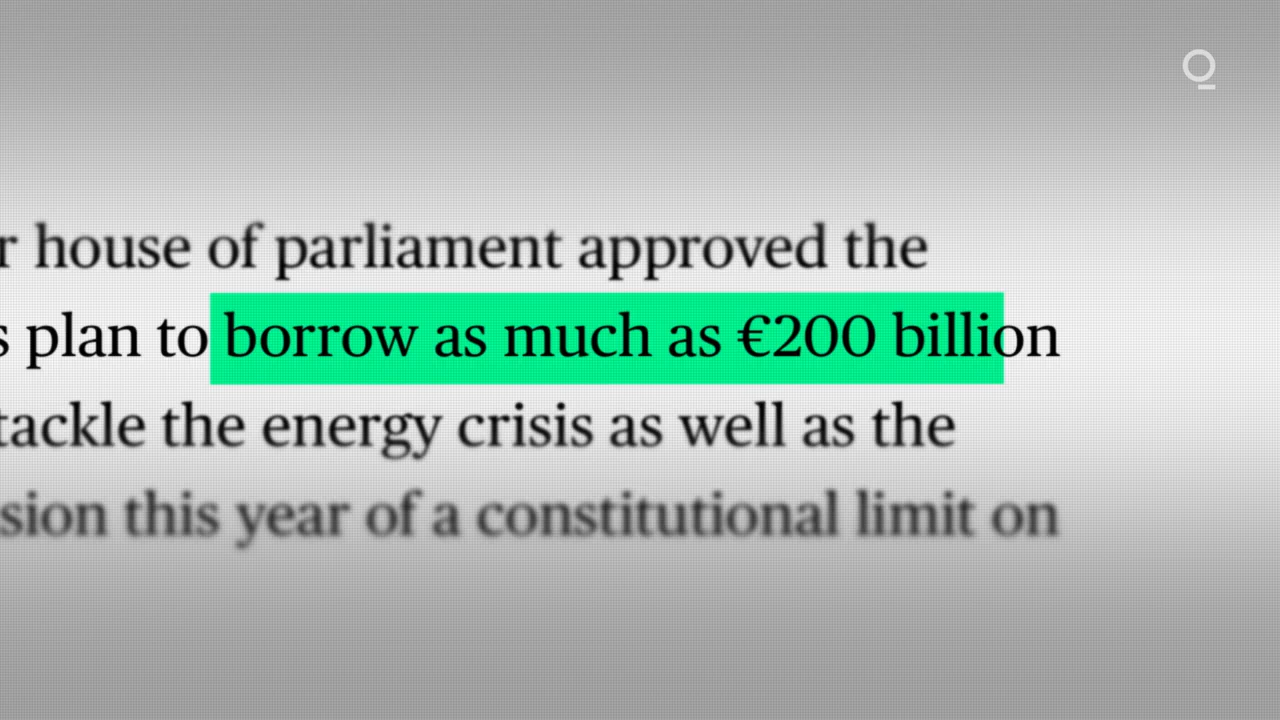 r house of parliament approved the
s plan to borrow as much as €200 billion
tackle the energy crisis as well as the
sion this year of a constitutional limit on